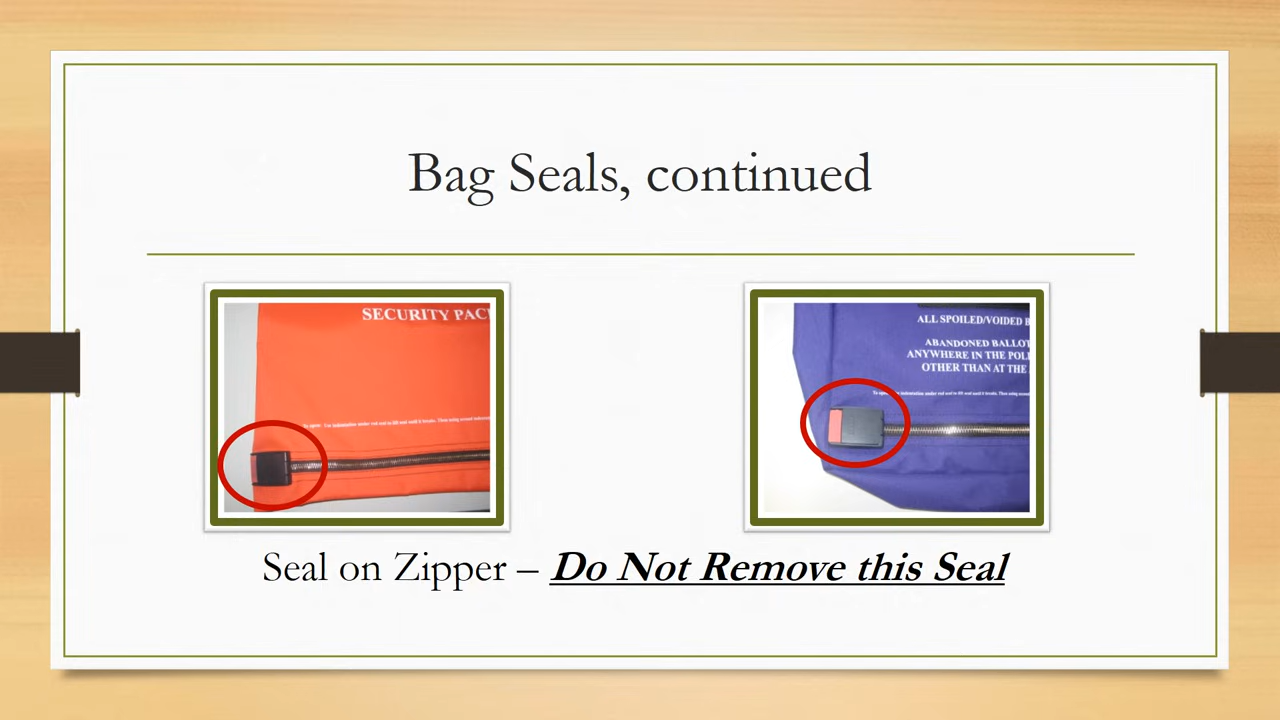 Bag Seals, continued
SECURITY PAC
ALL SPOILED/VOIDED B
ABANDONED BALLOT
ANYWHERE IN THE POL
OTHER THAN AT THE
Seal on Zipper – Do Not Remove this Seal